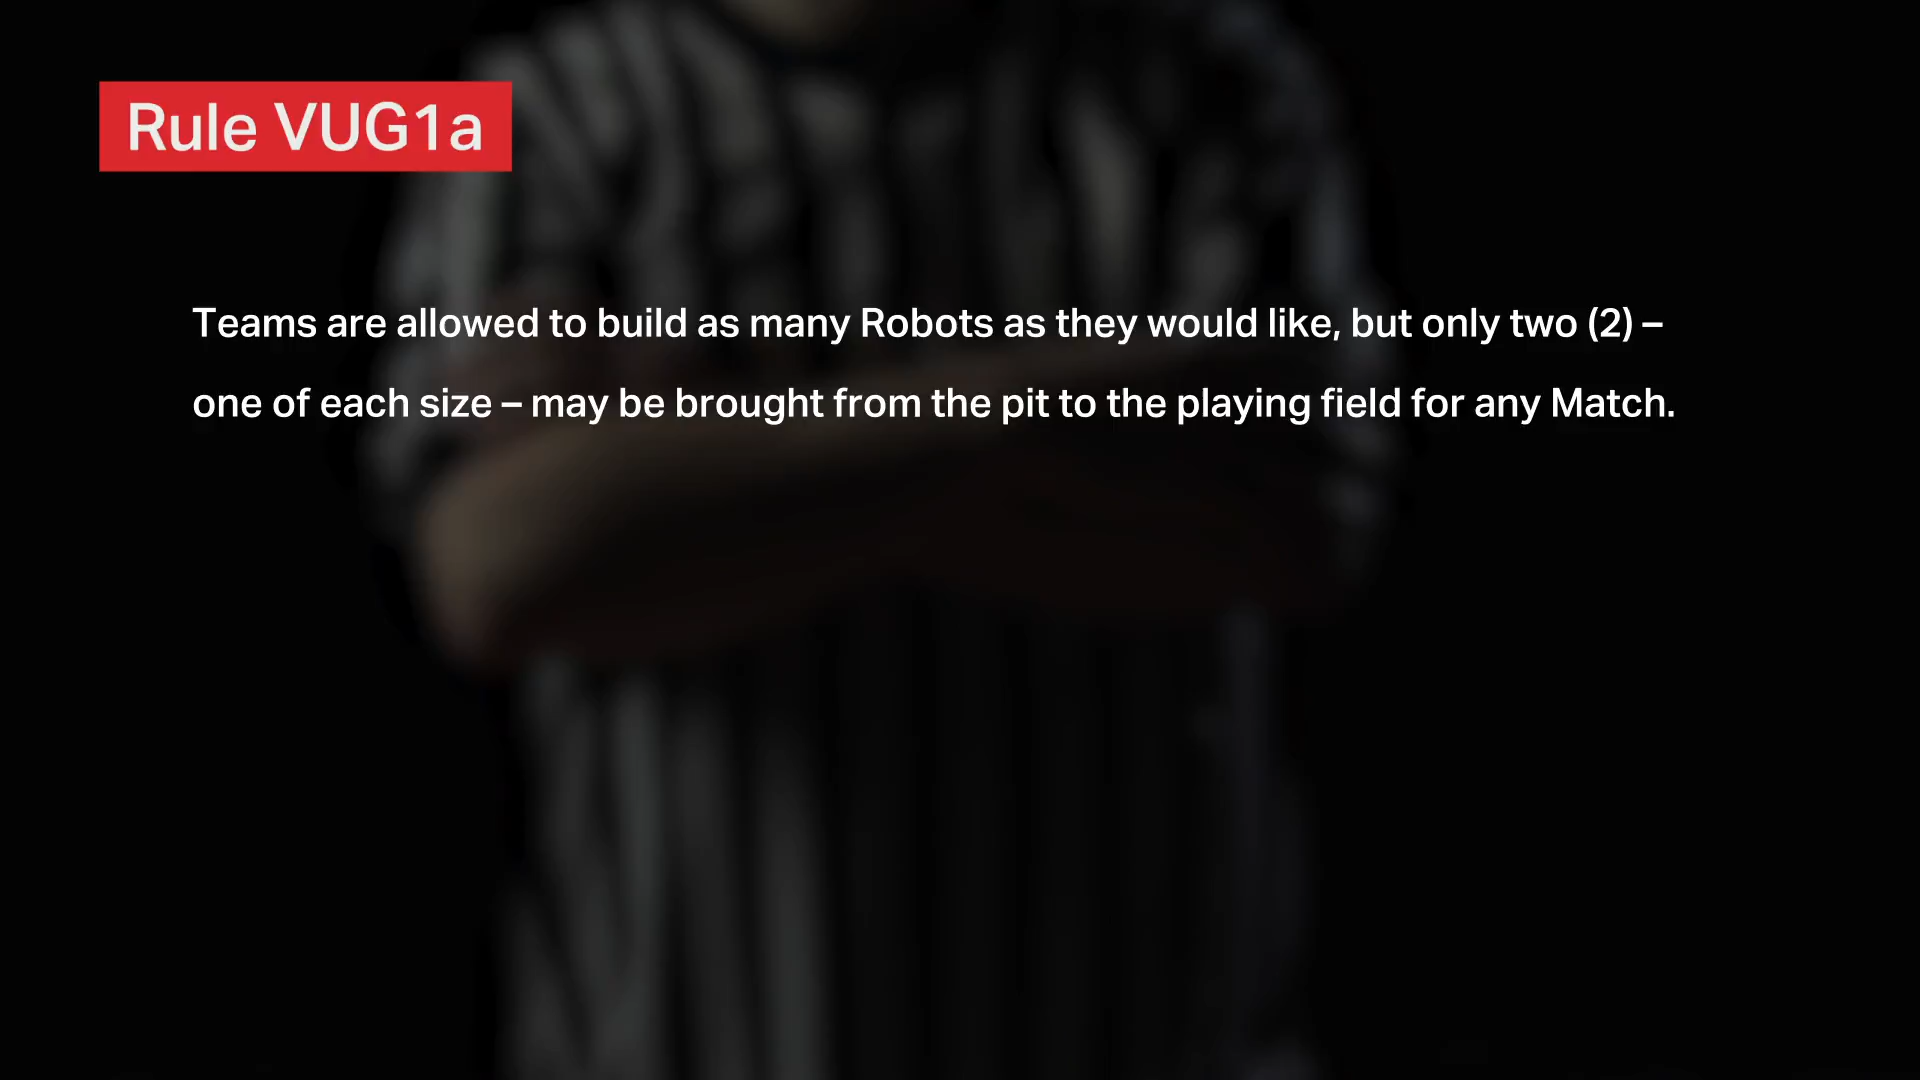 Rule VUG1a
Teams are allowed to build as many Robots as they would like, but only two (2) –
one of each size – may be brought from the pit to the playing field for any Match.